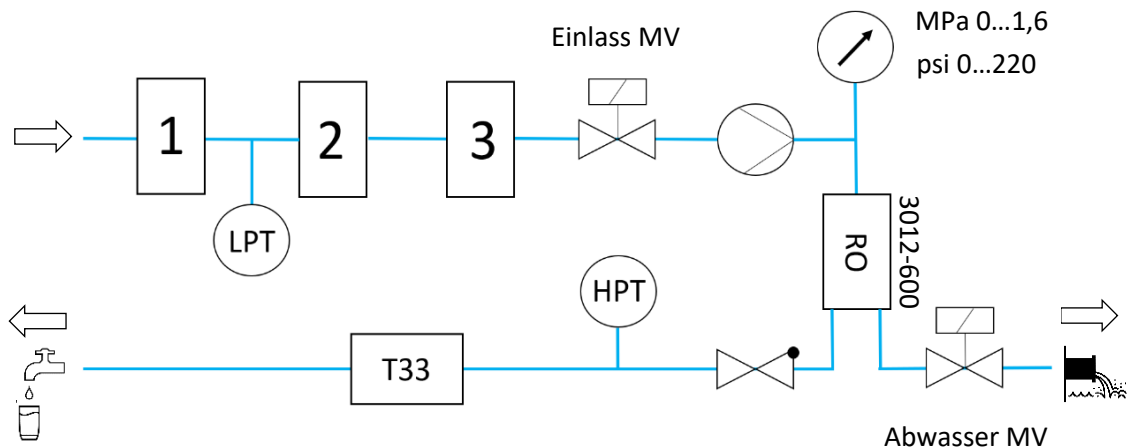 Einlass MV
MPa 0...1,6
psi 0...220
1
2
3
LPT
RO
3012-600
HPT
T33
Abwasser MV